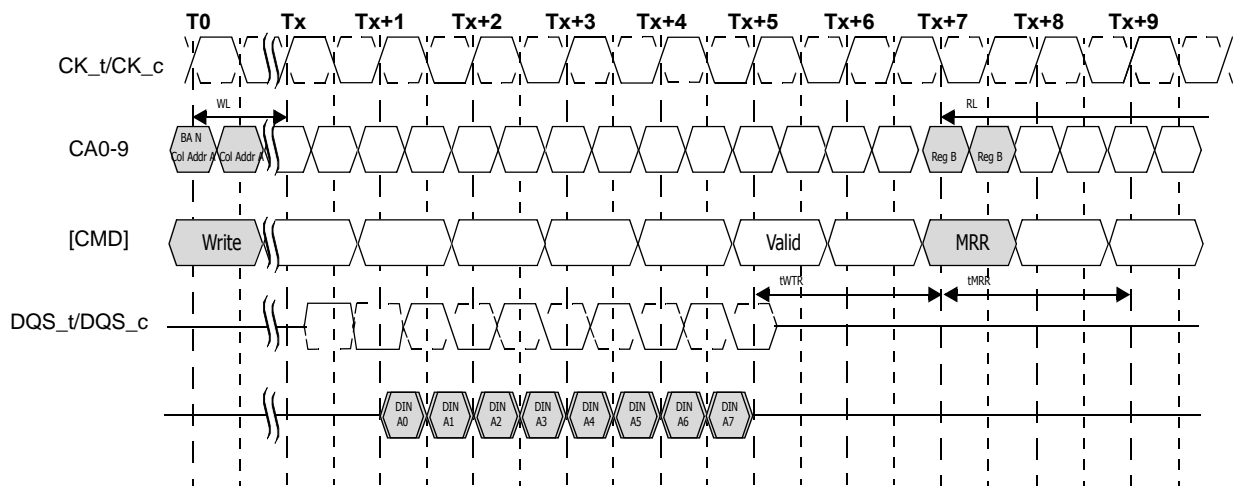 T0 Tx Tx+1 Tx+2 Tx+3 Tx+4 Tx+5 Tx+6 Tx+7 Tx+8 Tx+9
CK_t/CK_c
WL RL
CA0-9
BA N
Col Addr A Col Addr A Reg B Reg B
[CMD] Write Valid MRR
tWTR tMRR
DQS_t/DQS_c
DIN DIN DIN DIN DIN DIN DIN DIN
A0 A1 A2 A3 A4 A5 A6 A7